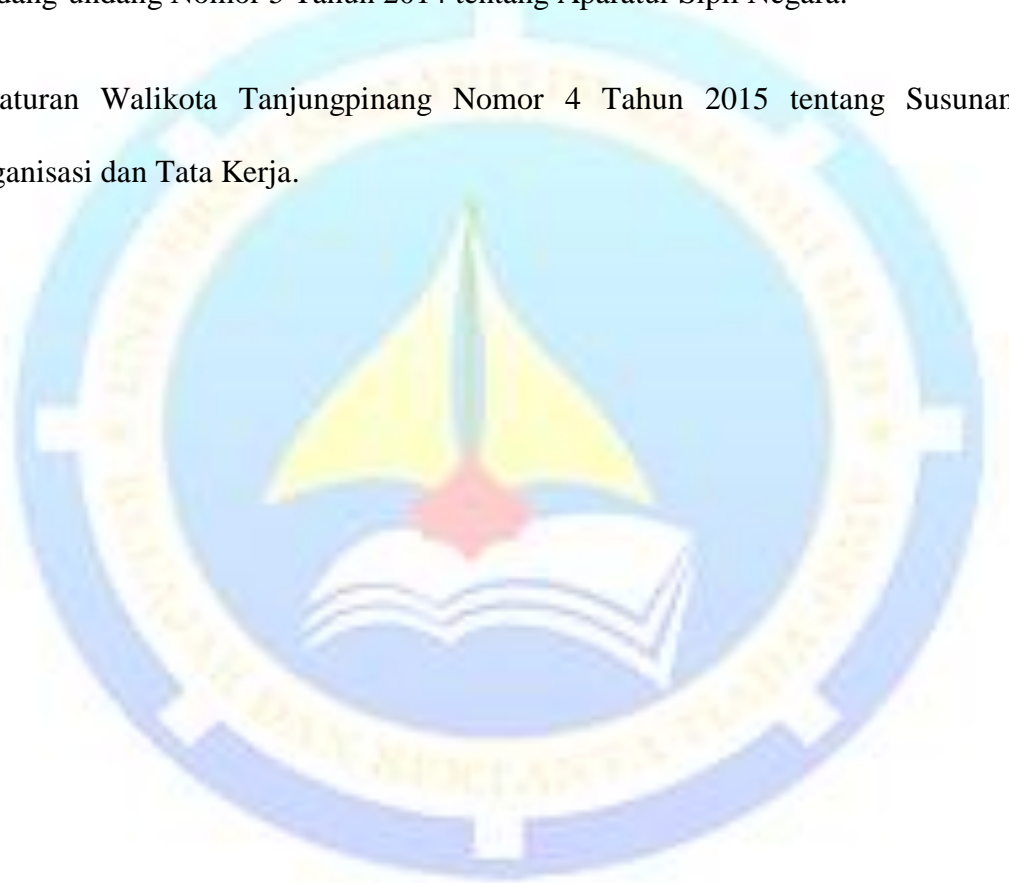 dang-undang Nomor 5 Tahun 2014 tentang Aparatur Sipil Negara.
aturan Walikota Tanjungpinang Nomor 4 Tahun 2015 tentang Susunan
ganisasi dan Tata Kerja.
DAN